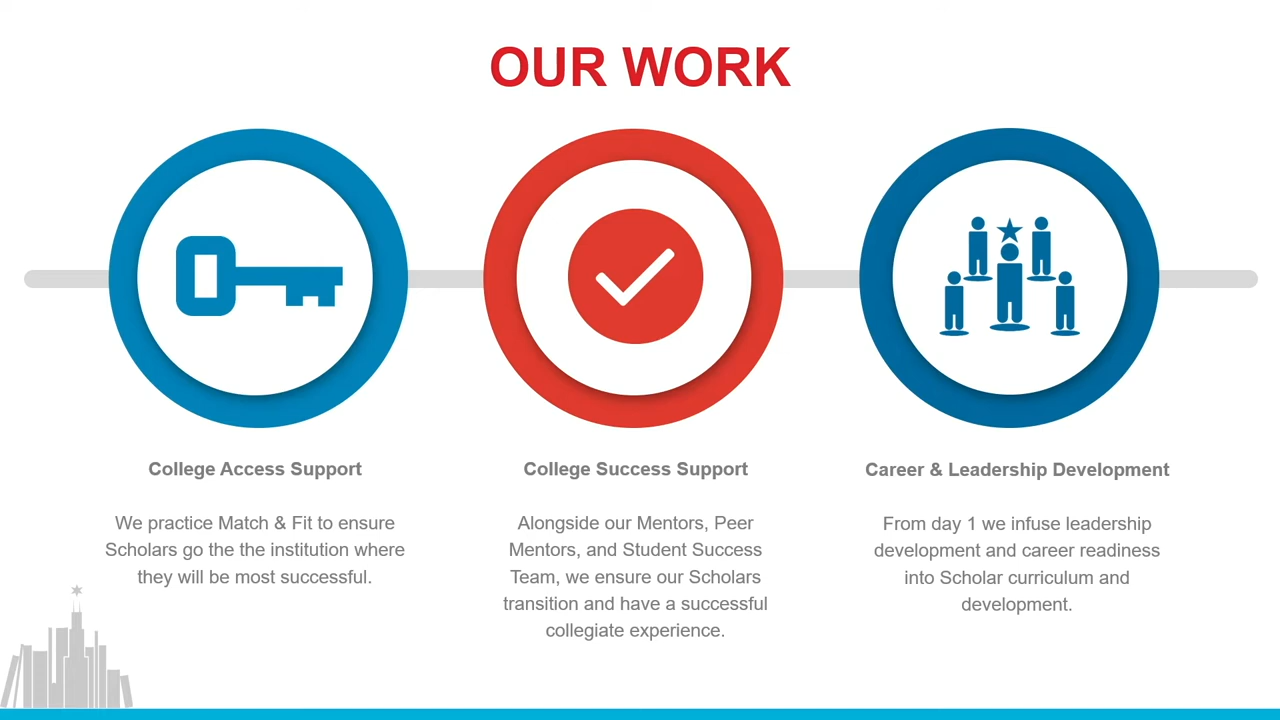 OUR WORK
College Access Support
We practice Match & Fit to ensure
Scholars go the the institution where
they will be most successful.
College Success Support
Alongside our Mentors, Peer
Mentors, and Student Success
Team, we ensure our Scholars
transition and have a successful
collegiate experience.
Career & Leadership Development
From day 1 we infuse leadership
development and career readiness
into Scholar curriculum and
development.